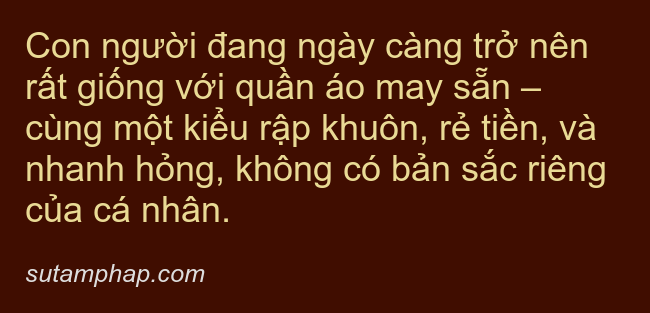 Con người đang ngày càng trở nên
rất giống với quần áo may sẵn –
cùng một kiểu rập khuôn, rẻ tiền, và
nhanh hỏng, không có bản sắc riêng
của cá nhân.
sutamphap.com